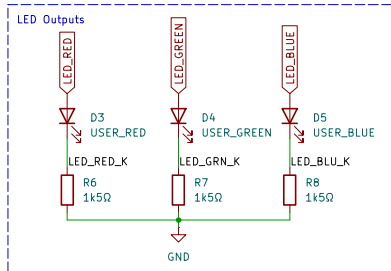 LED Outputs
LED_RED
LED_GREEN
LED_BLUE
D3
USER_RED
D4
USER_GREEN
D5
USER_BLUE
LED_RED_K
LED_GRN_K
LED_BLU_K
R6
1k5Ω
R7
1k5Ω
R8
1k5Ω
GND